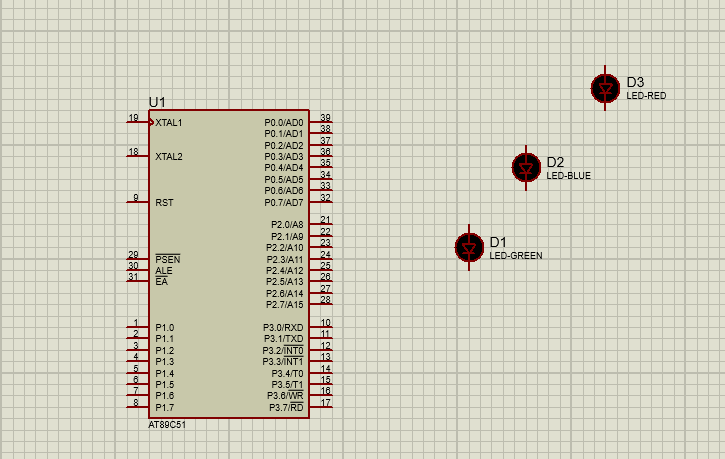 U1
19 XTAL1 P0.0/AD0 39
P0.1/AD1 38
P0.2/AD2 37
18 XTAL2 P0.3/AD3 36
P0.4/AD4 35
P0.5/AD5 34
P0.6/AD6 33
9 RST P0.7/AD7 32
P2.0/A8 21
P2.1/A9 22
P2.2/A10 23
29 PSEN P2.3/A11 24
30 ALE P2.4/A12 25
31 EA P2.5/A13 26
P2.6/A14 27
P2.7/A15 28
1 P1.0 P3.0/RXD 10
2 P1.1 P3.1/TXD 11
3 P1.2 P3.2/INT0 12
4 P1.3 P3.3/INT1 13
5 P1.4 P3.4/T0 14
6 P1.5 P3.5/T1 15
7 P1.6 P3.6/WR 16
8 P1.7 P3.7/RD 17
AT89C51
D3
LED-RED
D2
LED-BLUE
D1
LED-GREEN